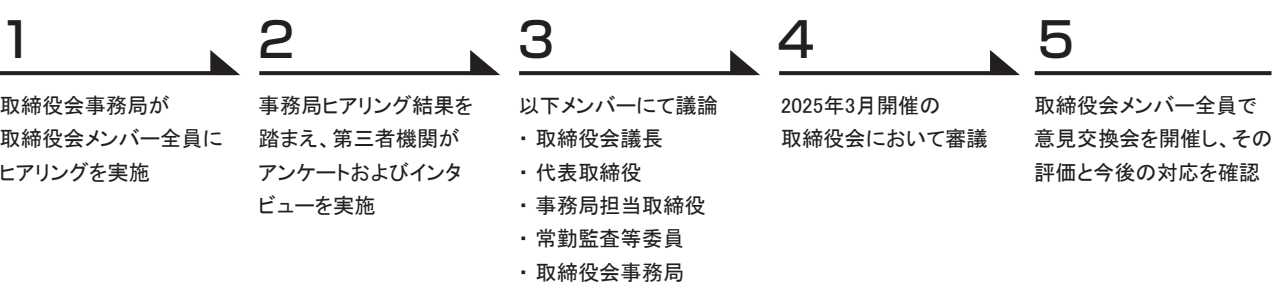 1
取締役会事務局が
取締役会メンバー全員に
ヒアリングを実施
2
事務局ヒアリング結果を
踏まえ、第三者機関が
アンケートおよびインタ
ビューを実施
3
以下メンバーにて議論
・ 取締役会議長
・ 代表取締役
・ 事務局担当取締役
・ 常勤監査等委員
・ 取締役会事務局
4
2025年3月開催の
取締役会において審議
5
取締役会メンバー全員で
意見交換会を開催し、その
評価と今後の対応を確認